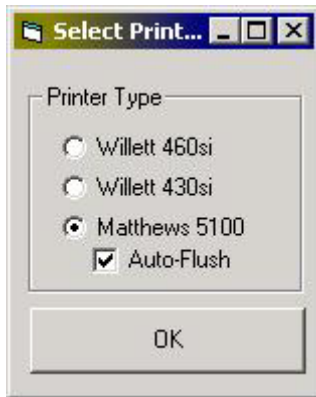 Select Print...
Printer Type
Willett 460si
Willett 430si
Matthews 5100
Auto-Flush
OK